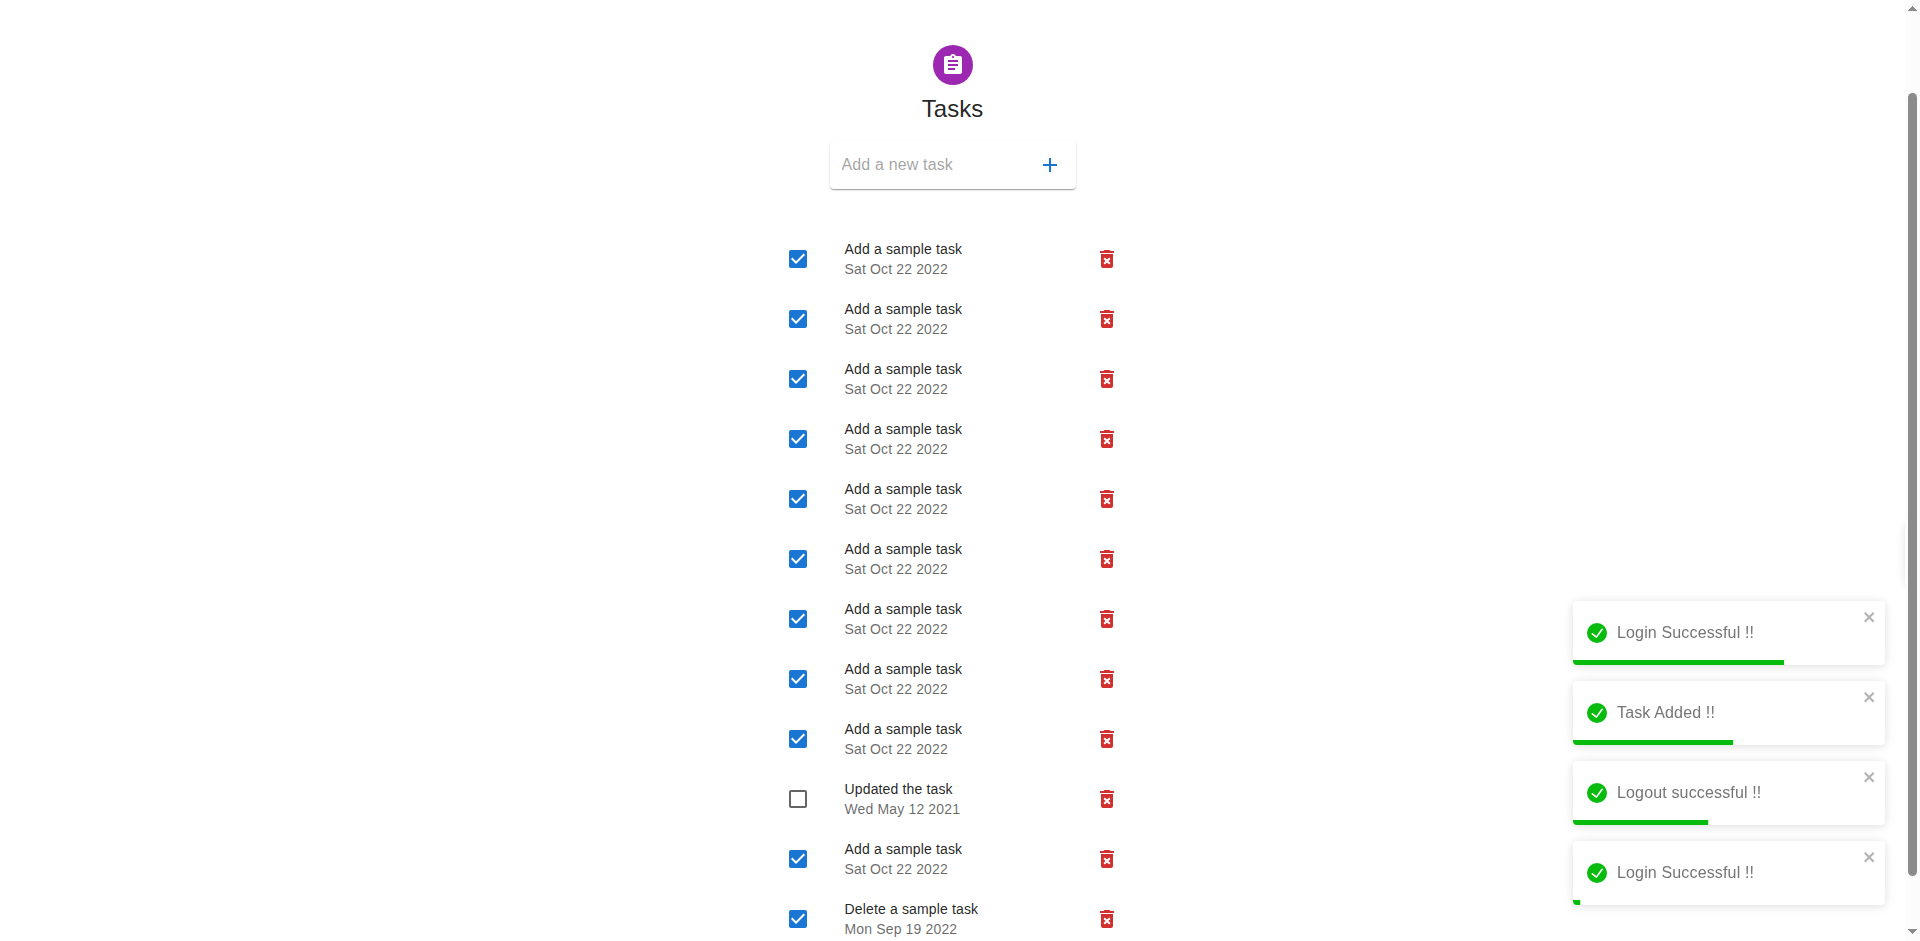 Tasks
Add a new task
Add a sample task
Sat Oct 22 2022
Add a sample task
Sat Oct 22 2022
Add a sample task
Sat Oct 22 2022
Add a sample task
Sat Oct 22 2022
Add a sample task
Sat Oct 22 2022
Add a sample task
Sat Oct 22 2022
Add a sample task
Sat Oct 22 2022
Add a sample task
Sat Oct 22 2022
Add a sample task
Sat Oct 22 2022
Updated the task
Wed May 12 2021
Add a sample task
Sat Oct 22 2022
Delete a sample task
Mon Sep 19 2022
Login Successful !!
Task Added !!
Logout successful !!
Login Successful !!